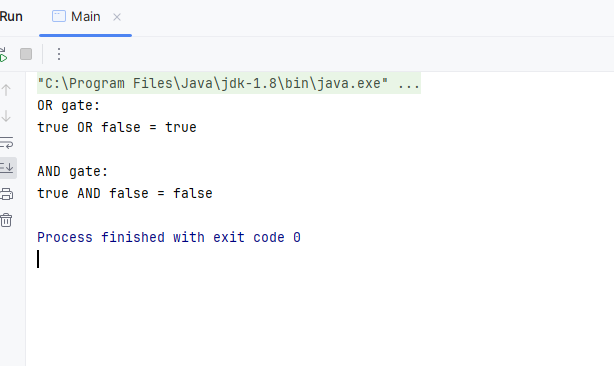 Run Main
"C:\Program Files\Java\jdk-1.8\bin\java.exe" ...
OR gate:
true OR false = true
AND gate:
true AND false = false
Process finished with exit code 0